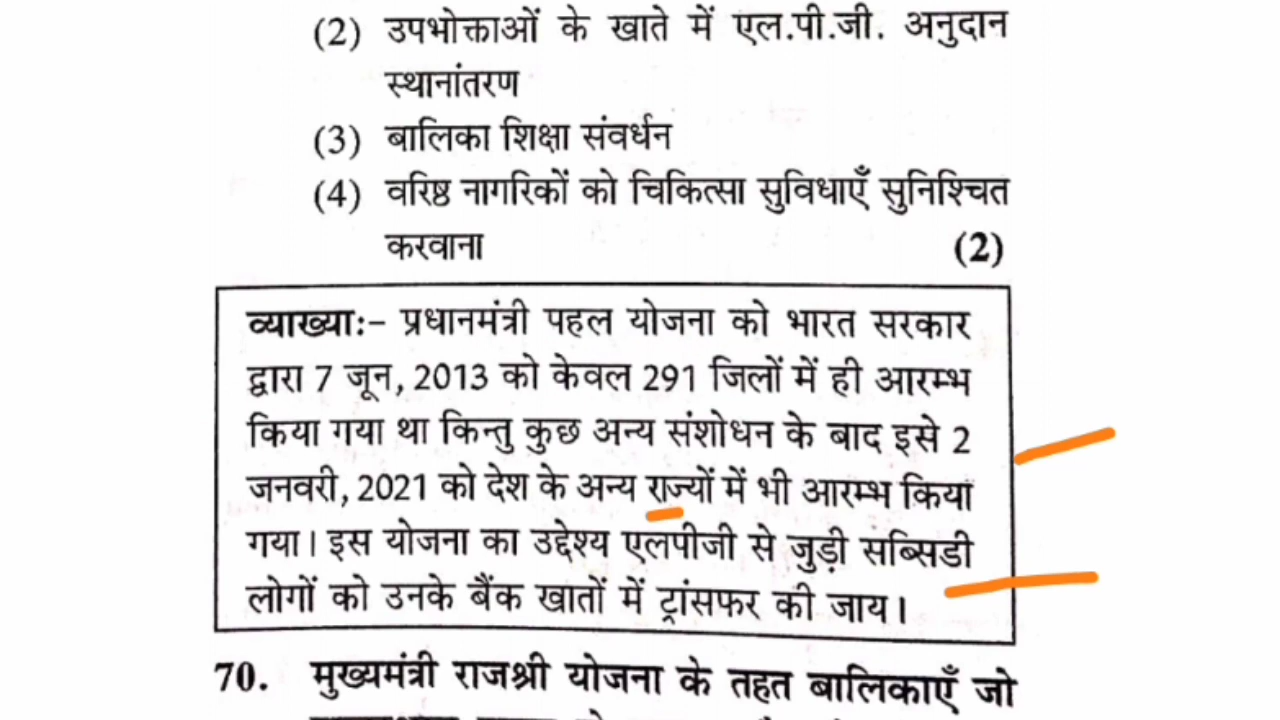 (2) उपभोक्ताओं के खाते में एल.पी.जी. अनुदान
स्थानांतरण
(3) बालिका शिक्षा संवर्धन
(4) वरिष्ठ नागरिकों को चिकित्सा सुविधाएँ सुनिश्चित
करवाना (2)
व्याख्याः- प्रधानमंत्री पहल योजना को भारत सरकार
द्वारा 7 जून, 2013 को केवल 291 जिलों में ही आरम्भ
किया गया था किन्तु कुछ अन्य संशोधन के बाद इसे 2
जनवरी, 2021 को देश के अन्य राज्यों में भी आरम्भ किया
गया। इस योजना का उद्देश्य एलपीजी से जुड़ी सब्सिडी
लोगों को उनके बैंक खातों में ट्रांसफर की जाय।
70. मुख्यमंत्री राजश्री योजना के तहत बालिकाएँ जो